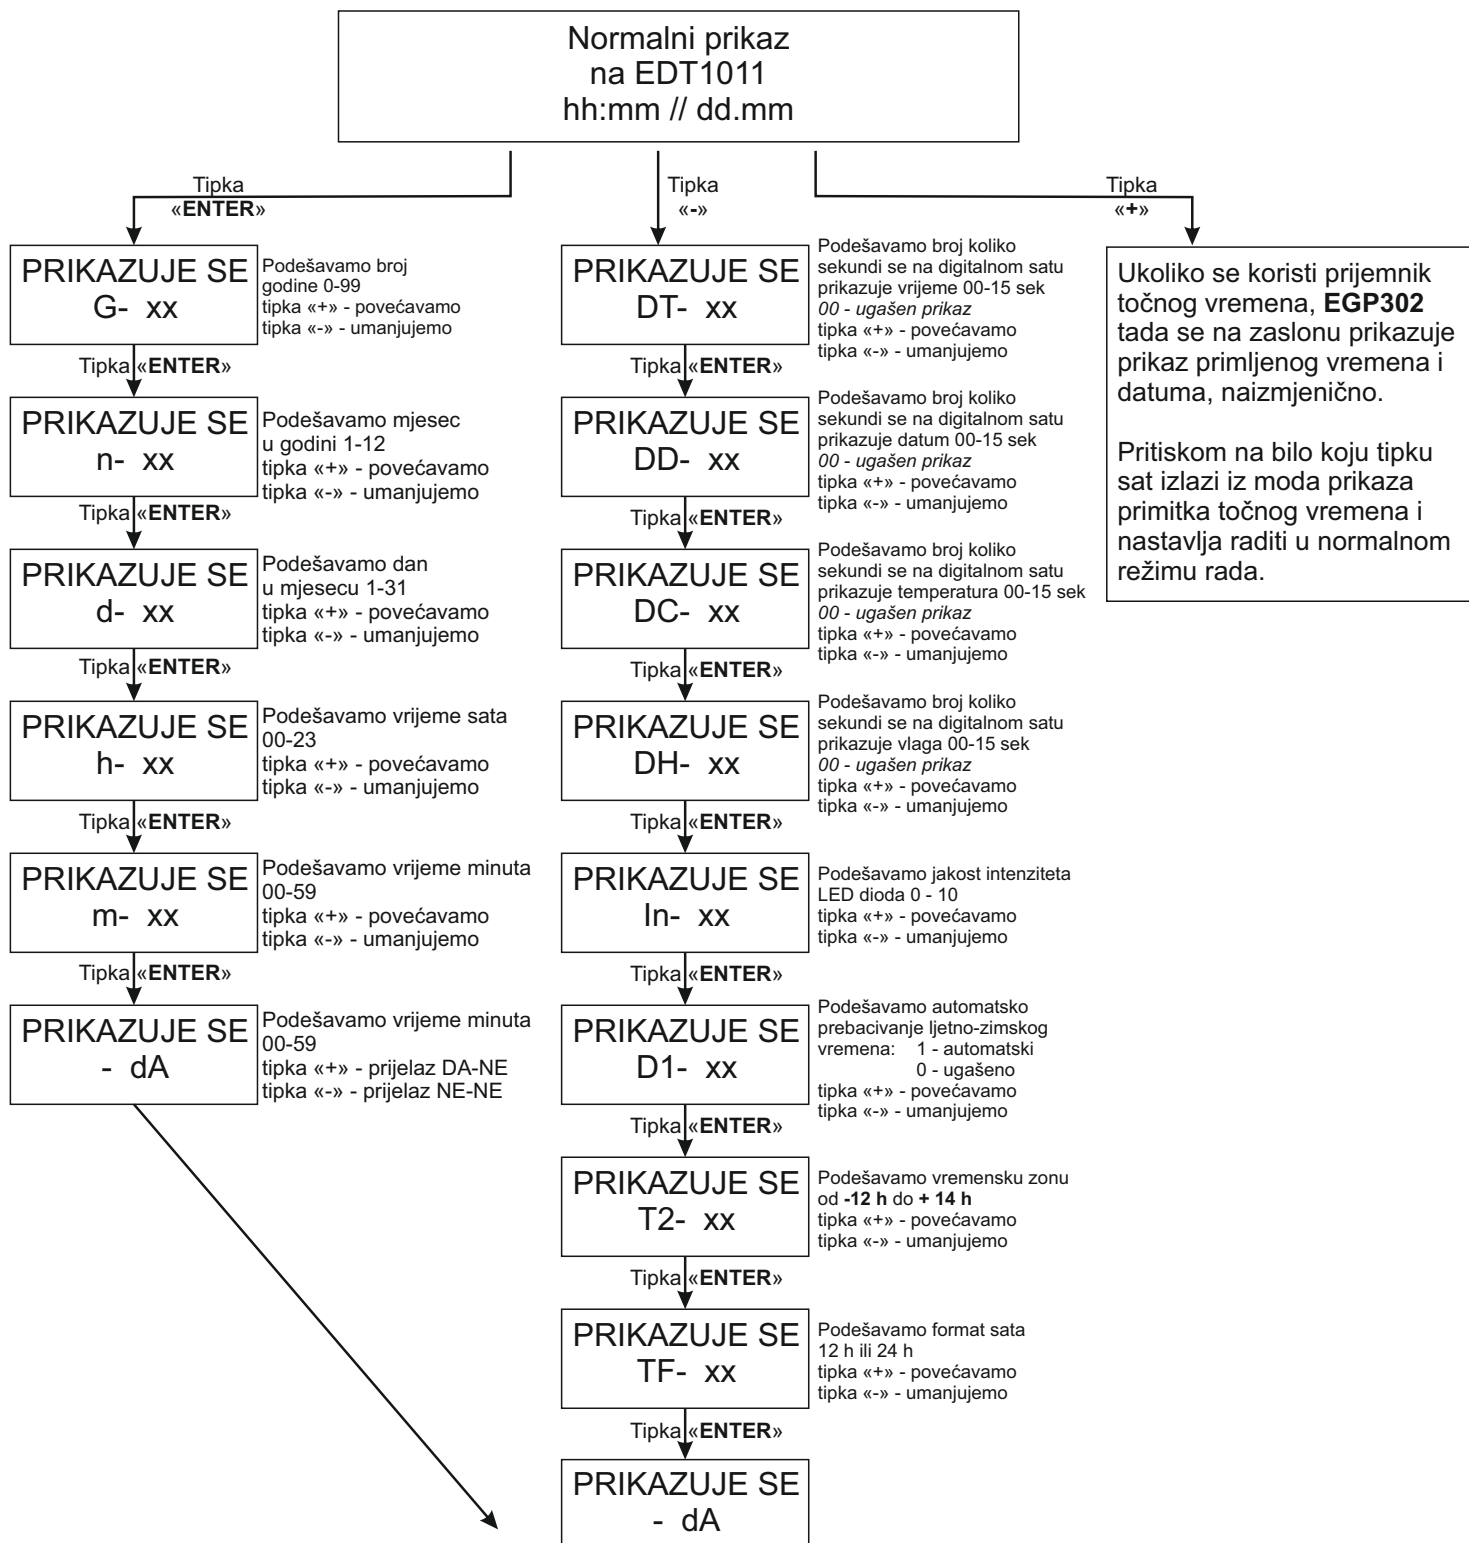 Normalni prikaz
na EDT1011
hh:mm // dd.mm
Tipka
«ENTER»
PRIKAZUJE SE
G- xx
Podešavamo broj
godine 0-99
tipka «+» - povećavamo
tipka «-» - umanjujemo
Tipka «ENTER»
PRIKAZUJE SE
n- xx
Podešavamo mjesec
u godini 1-12
tipka «+» - povećavamo
tipka «-» - umanjujemo
Tipka «ENTER»
PRIKAZUJE SE
d- xx
Podešavamo dan
u mjesecu 1-31
tipka «+» - povećavamo
tipka «-» - umanjujemo
Tipka «ENTER»
PRIKAZUJE SE
h- xx
Podešavamo vrijeme sata
00-23
tipka «+» - povećavamo
tipka «-» - umanjujemo
Tipka «ENTER»
PRIKAZUJE SE
m- xx
Podešavamo vrijeme minuta
00-59
tipka «+» - povećavamo
tipka «-» - umanjujemo
Tipka «ENTER»
PRIKAZUJE SE
- dA
Podešavamo vrijeme minuta
00-59
tipka «+» - prijelaz DA-NE
tipka «-» - prijelaz NE-NE
Tipka
«-»
PRIKAZUJE SE
DT- xx
Podešavamo broj koliko
sekundi se na digitalnom satu
prikazuje vrijeme 00-15 sek
00 - ugašen prikaz
tipka «+» - povećavamo
tipka «-» - umanjujemo
Tipka «ENTER»
PRIKAZUJE SE
DD- xx
Podešavamo broj koliko
sekundi se na digitalnom satu
prikazuje datum 00-15 sek
00 - ugašen prikaz
tipka «+» - povećavamo
tipka «-» - umanjujemo
Tipka «ENTER»
PRIKAZUJE SE
DC- xx
Podešavamo broj koliko
sekundi se na digitalnom satu
prikazuje temperatura 00-15 sek
00 - ugašen prikaz
tipka «+» - povećavamo
tipka «-» - umanjujemo
Tipka «ENTER»
PRIKAZUJE SE
DH- xx
Podešavamo broj koliko
sekundi se na digitalnom satu
prikazuje vlaga 00-15 sek
00 - ugašen prikaz
tipka «+» - povećavamo
tipka «-» - umanjujemo
Tipka «ENTER»
PRIKAZUJE SE
In- xx
Podešavamo jakost intenziteta
LED dioda 0 - 10
tipka «+» - povećavamo
tipka «-» - umanjujemo
Tipka «ENTER»
PRIKAZUJE SE
D1- xx
Podešavamo automatsko
prebacivanje ljetno-zimskog
vremena: 1 - automatski
0 - ugašeno
tipka «+» - povećavamo
tipka «-» - umanjujemo
Tipka «ENTER»
PRIKAZUJE SE
T2- xx
Podešavamo vremensku zonu
od -12 h do + 14 h
tipka «+» - povećavamo
tipka «-» - umanjujemo
Tipka «ENTER»
PRIKAZUJE SE
TF- xx
Podešavamo format sata
12 h ili 24 h
tipka «+» - povećavamo
tipka «-» - umanjujemo
Tipka «ENTER»
PRIKAZUJE SE
- dA
Tipka
«+»
Ukoliko se koristi prijemnik
točnog vremena, EGP302
tada se na zaslonu prikazuje
prikaz primljenog vremena i
datuma, naizmjenično.
Pritiskom na bilo koju tipku
sat izlazi iz moda prikaza
primitka točnog vremena i
nastavlja raditi u normalnom
režimu rada.